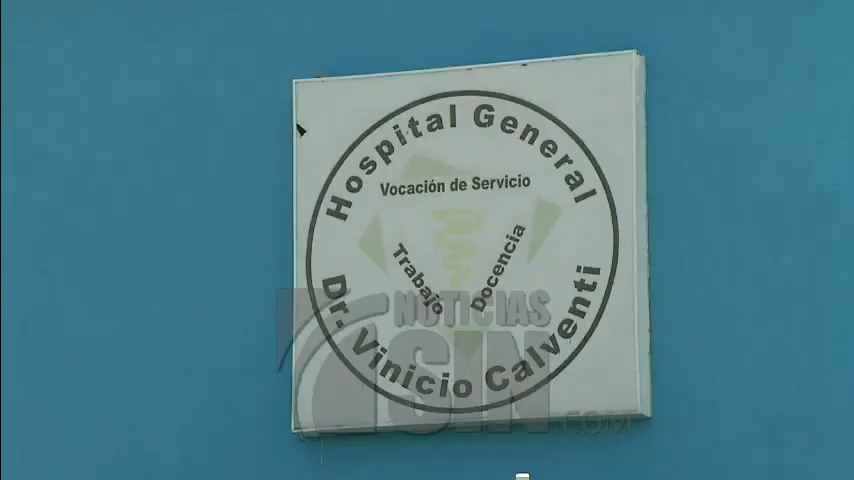 Hospital General
Vocación de Servicio
Trabajo
Docencia
Dr. Vinicio Calventi
NOTICIAS
SIN
.COM